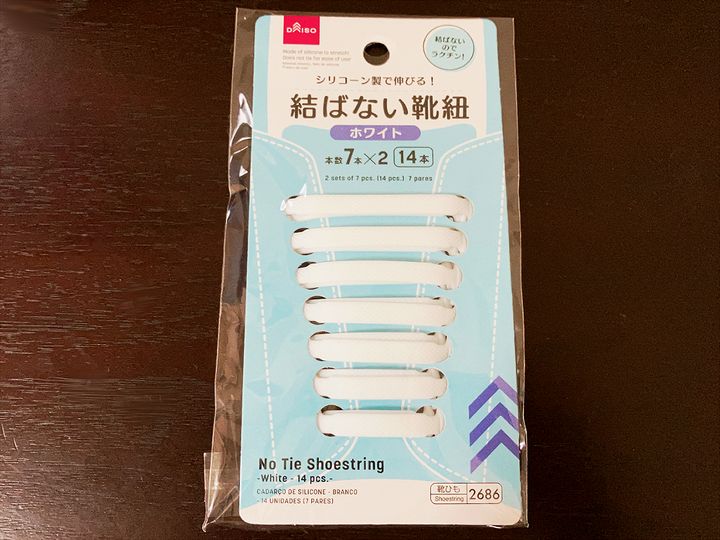 DAISO
Made of silicone to stretch!
Does not tie for ease of use
結ばない
ので
ラクチン!
シリコーン製で伸びる!
結ばない靴紐
ホワイト
本数7本×2 14本
2 sets of 7 pcs. (14 pcs.) 7 pares
No Tie Shoestring
-White - 14 pcs.-
CADARÇO DE SILICONE - BRANCO
- 14 UNIDADES (7 PARES)
靴ひも
Shoestring
2686